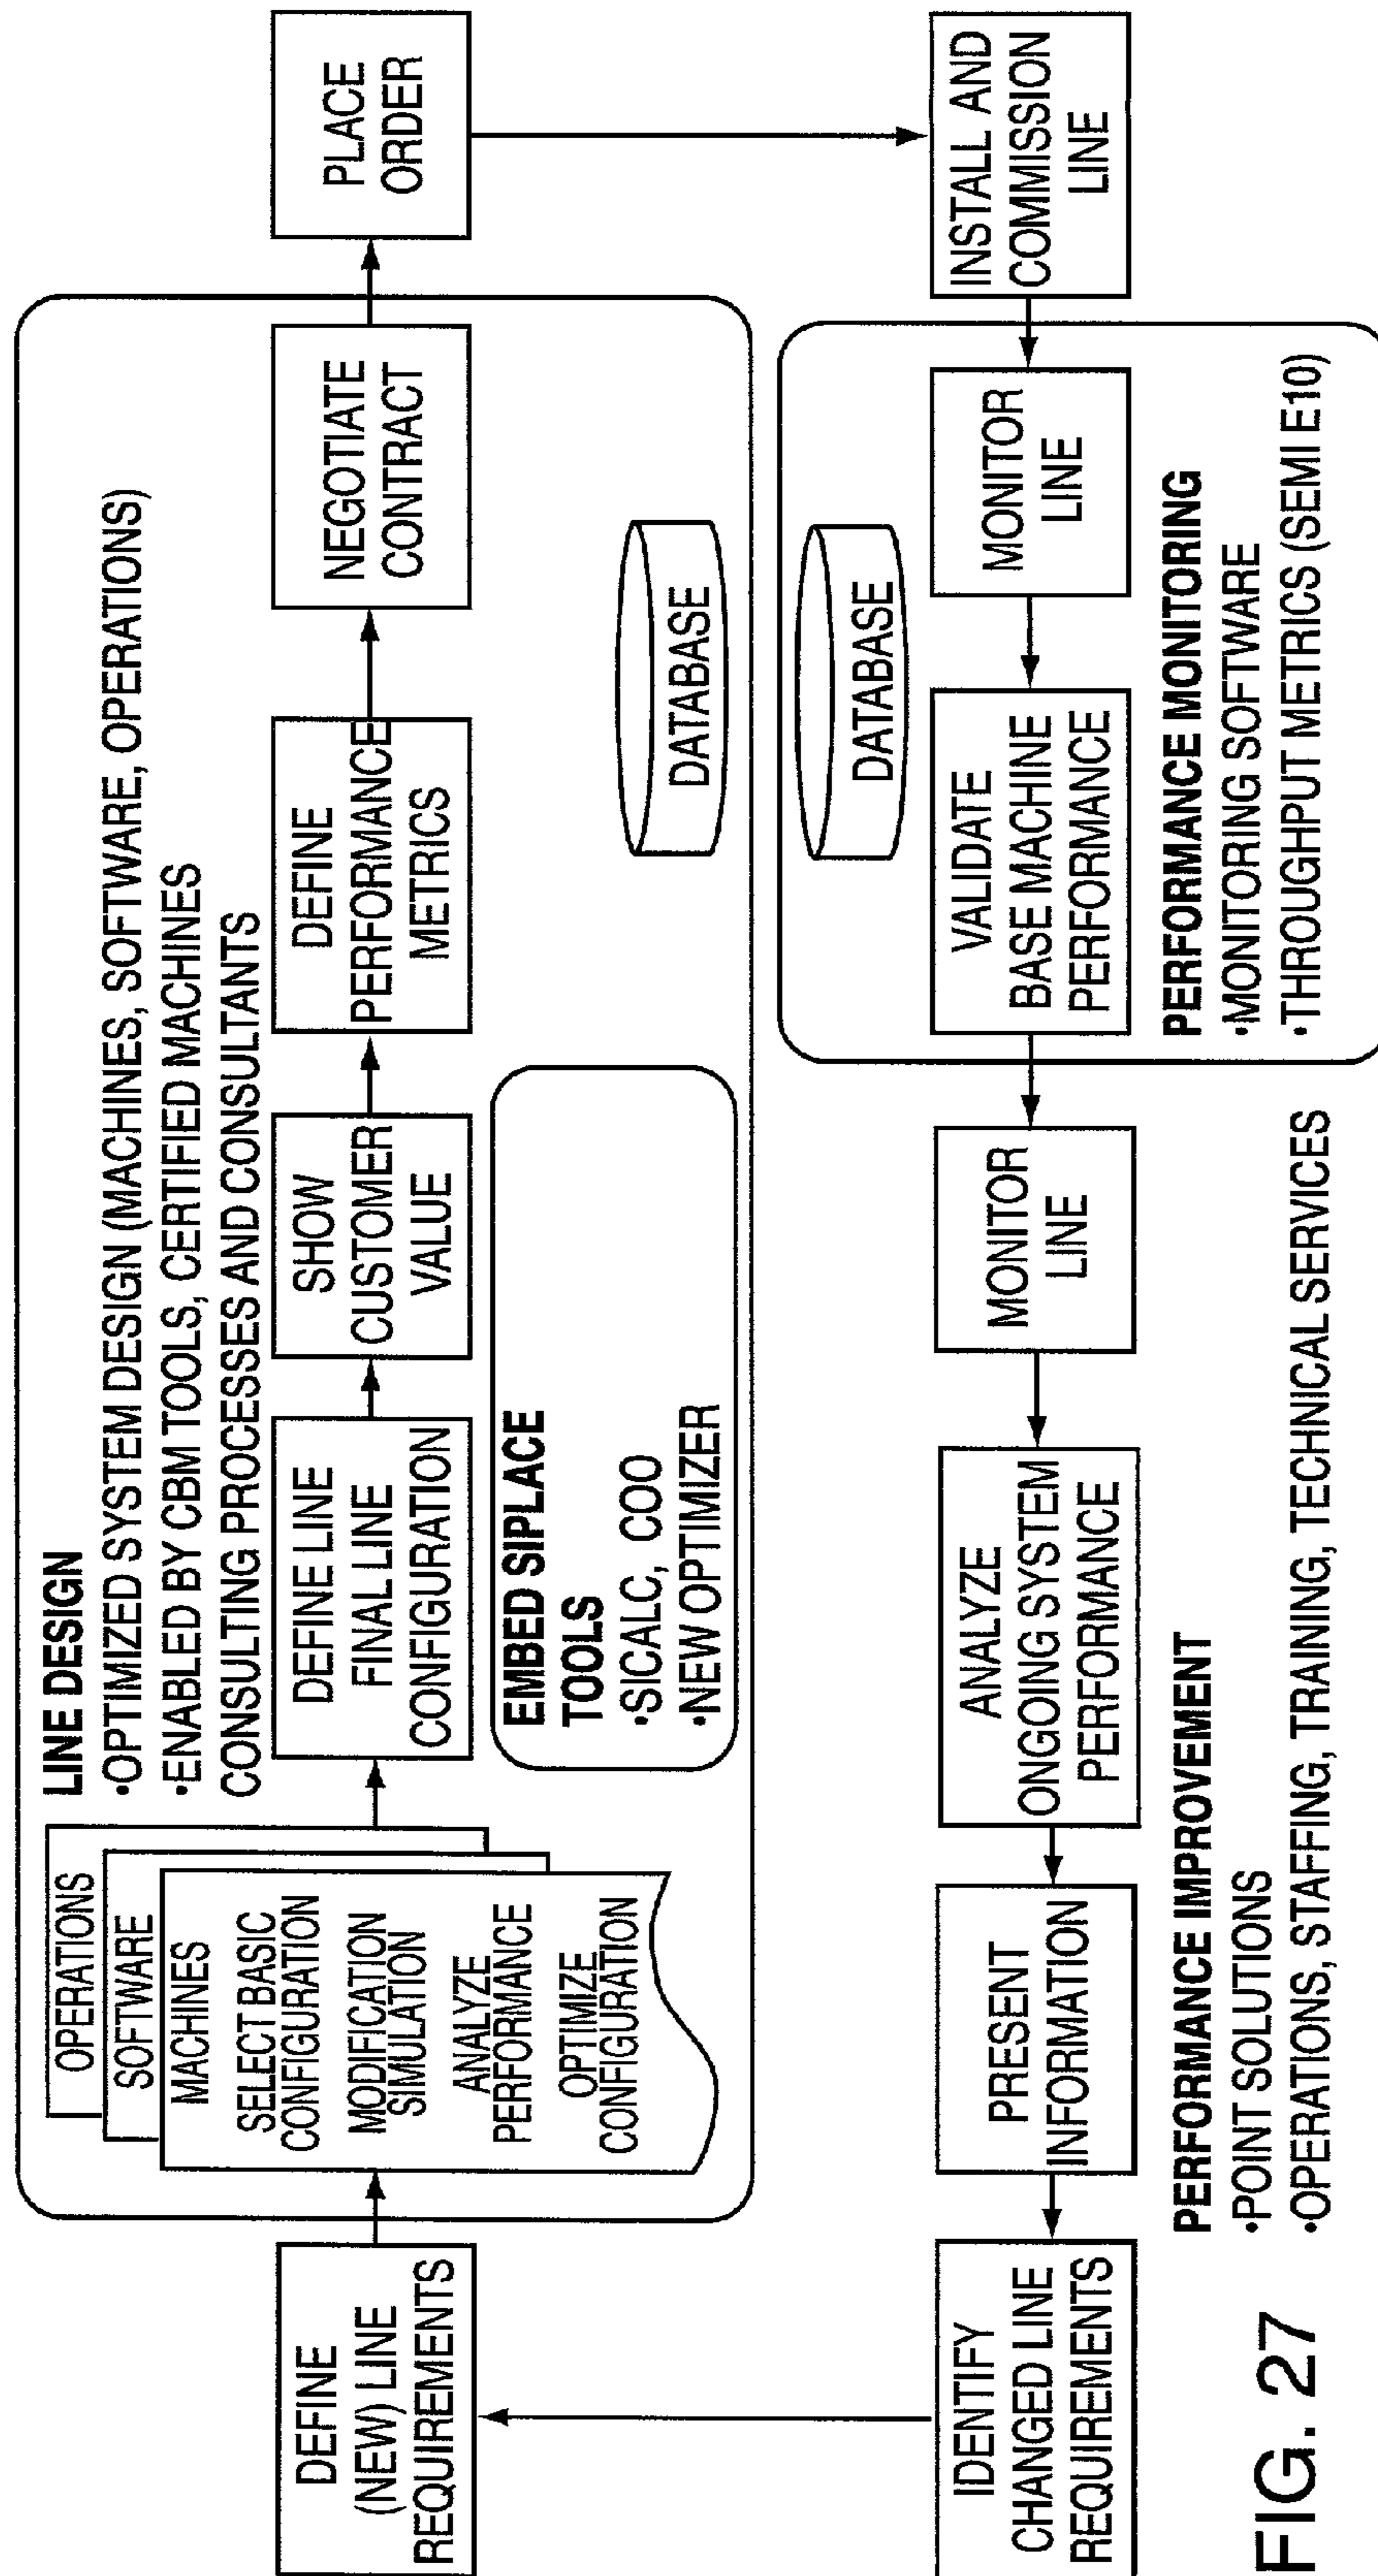 LINE DESIGN
•OPTIMIZED SYSTEM DESIGN (MACHINES, SOFTWARE, OPERATIONS)
•ENABLED BY CBM TOOLS, CERTIFIED MACHINES
CONSULTING PROCESSES AND CONSULTANTS
DEFINE
(NEW) LINE
REQUIREMENTS
OPERATIONS
SOFTWARE
MACHINES
SELECT BASIC
CONFIGURATION
MODIFICATION
SIMULATION
ANALYZE
PERFORMANCE
OPTIMIZE
CONFIGURATION
DEFINE LINE
FINAL LINE
CONFIGURATION
SHOW
CUSTOMER
VALUE
DEFINE
PERFORMANCE
METRICS
NEGOTIATE
CONTRACT
PLACE
ORDER
EMBED SIPLACE
TOOLS
•SICALC, COO
•NEW OPTIMIZER
DATABASE
DATABASE
IDENTIFY
CHANGED LINE
REQUIREMENTS
PRESENT
INFORMATION
ANALYZE
ONGOING SYSTEM
PERFORMANCE
MONITOR
LINE
VALIDATE
BASE MACHINE
PERFORMANCE
MONITOR
LINE
INSTALL AND
COMMISSION
LINE
PERFORMANCE IMPROVEMENT
•POINT SOLUTIONS
•OPERATIONS, STAFFING, TRAINING, TECHNICAL SERVICES
PERFORMANCE MONITORING
•MONITORING SOFTWARE
•THROUGHPUT METRICS (SEMI E10)
FIG. 27